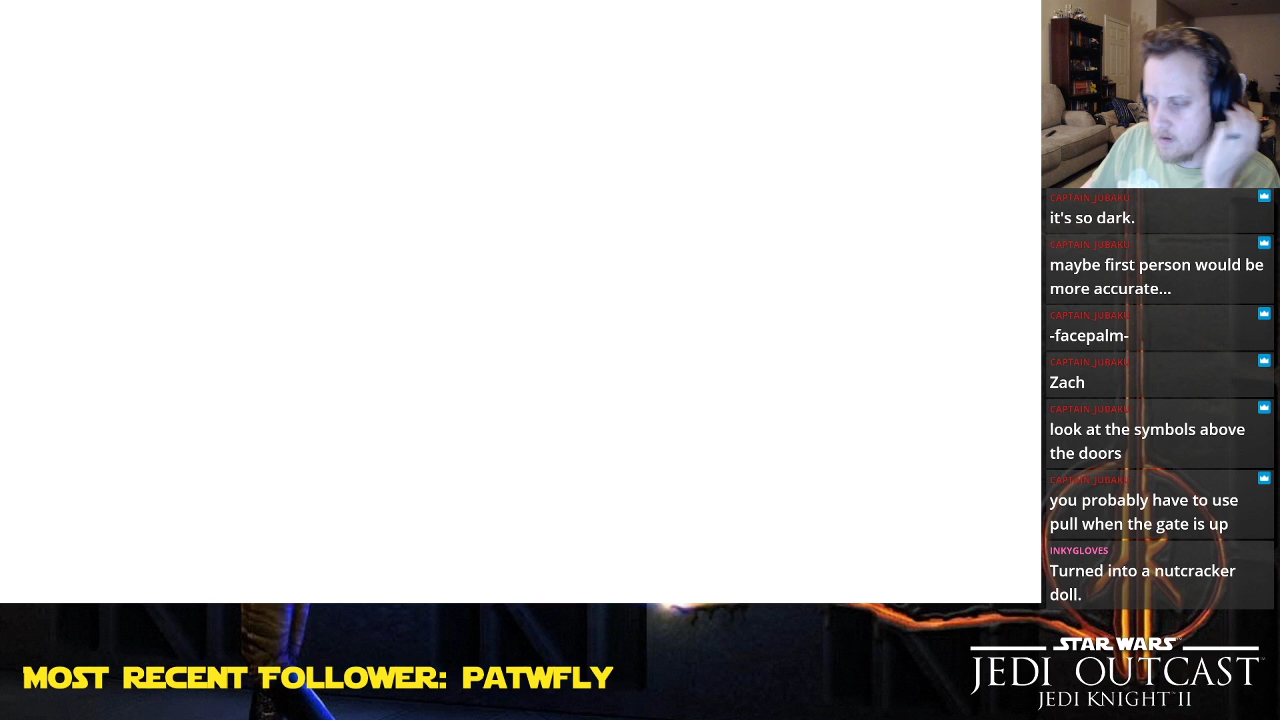 CAPTAIN_JUBAKU
it's so dark.
CAPTAIN_JUBAKU
maybe first person would be
more accurate...
CAPTAIN_JUBAKU
-facepalm-
CAPTAIN_JUBAKU
Zach
CAPTAIN_JUBAKU
look at the symbols above
the doors
CAPTAIN_JUBAKU
you probably have to use
pull when the gate is up
INKYGLOVES
Turned into a nutcracker
doll.
MOST RECENT FOLLOWER: PATWFLY
STAR WARS
JEDI OUTCAST
JEDI KNIGHT II